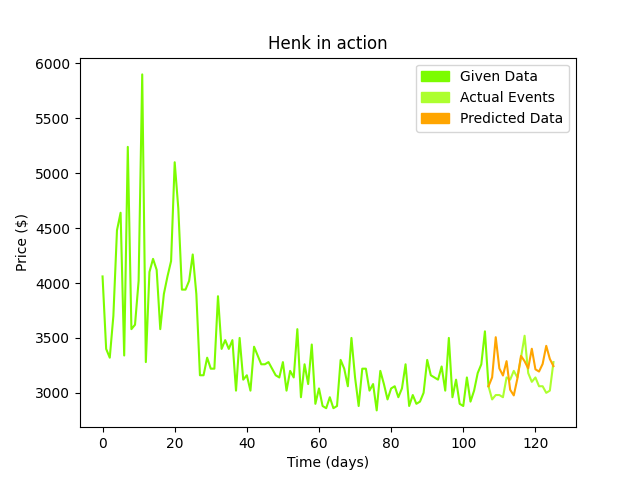 Henk in action
Given Data
Actual Events
Predicted Data
Price ($)
6000
5500
5000
4500
4000
3500
3000
0 20 40 60 80 100 120
Time (days)